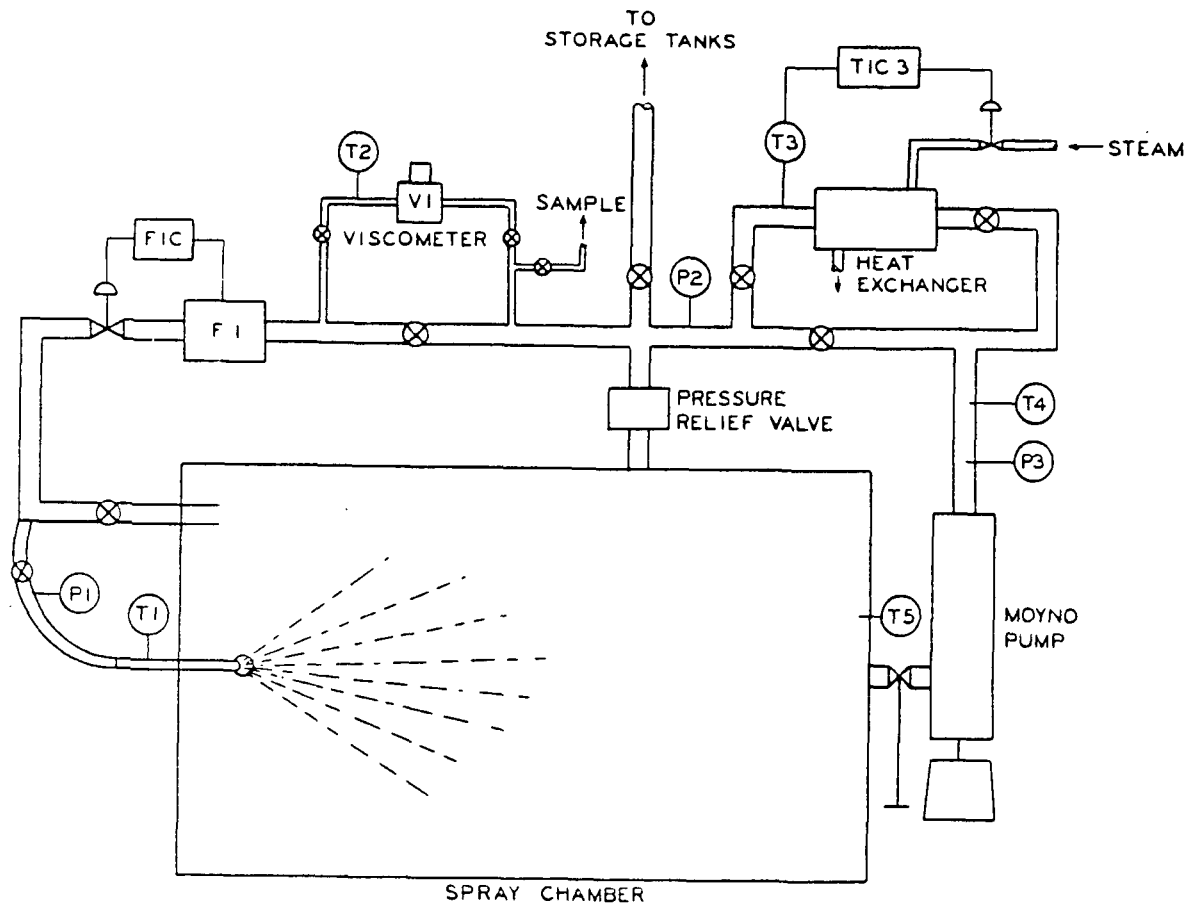 TO
STORAGE TANKS
TIC 3
T3
STEAM
T2
V1
SAMPLE
VISCOMETER
FIC
P2
HEAT
EXCHANGER
F1
PRESSURE
RELIEF VALVE
T4
P3
P1
T1
T5
MOYNO
PUMP
SPRAY CHAMBER